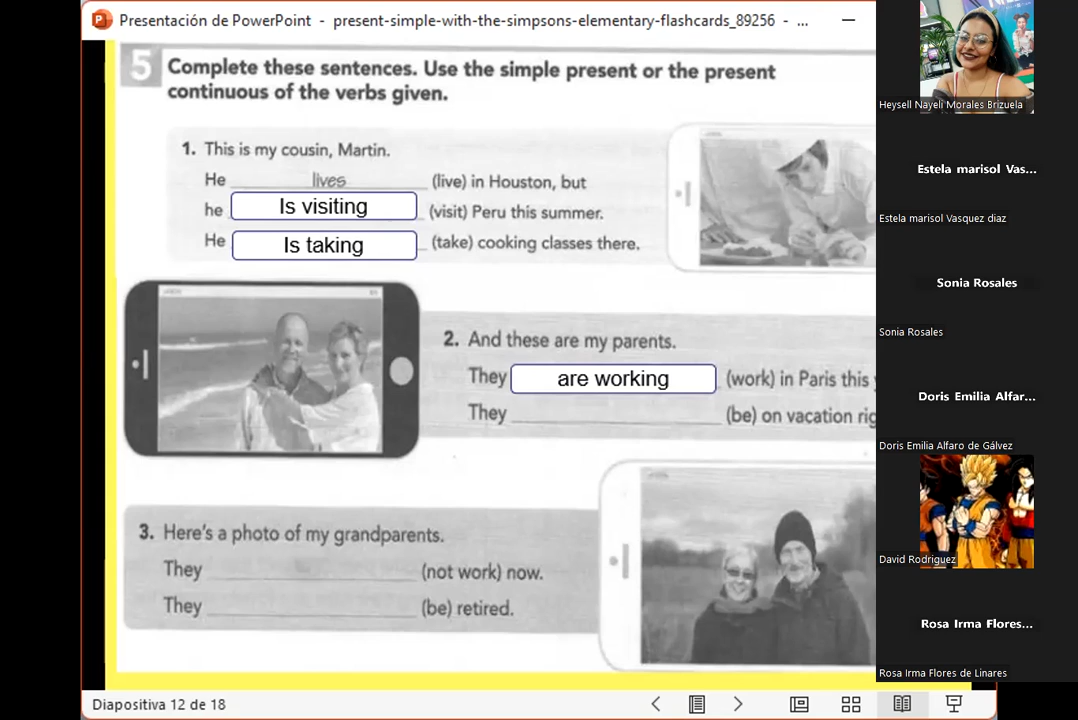 Presentación de PowerPoint - present-simple-with-the-simpsons-elementary-flashcards_89256 - ...
5 Complete these sentences. Use the simple present or the present
continuous of the verbs given.
1. This is my cousin, Martin.
He lives (live) in Houston, but
he Is visiting (visit) Peru this summer.
He Is taking (take) cooking classes there.
2. And these are my parents.
They are working (work) in Paris this
They ____ (be) on vacation rig
3. Here's a photo of my grandparents.
They ____ (not work) now.
They ____ (be) retired.
Diapositiva 12 de 18
Heysell Nayeli Morales Brizuela
Estela marisol Vas...
Estela marisol Vasquez diaz
Sonia Rosales
Sonia Rosales
Doris Emilia Alfar...
Doris Emilia Alfaro de Gálvez
David Rodriguez
Rosa Irma Flores...
Rosa Irma Flores de Linares